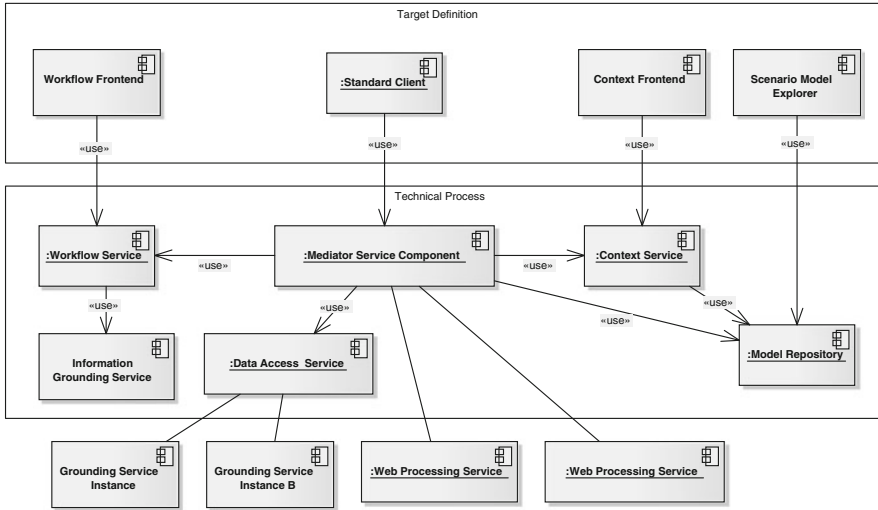 Target Definition
Workflow Frontend
:Standard Client
Context Frontend
Scenario Model
Explorer
«use»
«use»
«use»
«use»
Technical Process
:Workflow Service
:Mediator Service Component
:Context Service
«use»
«use»
«use»
«use»
«use»
«use»
Information
Grounding Service
:Data Access Service
:Model Repository
Grounding Service
Instance
Grounding Service
Instance B
:Web Processing Service
:Web Processing Service